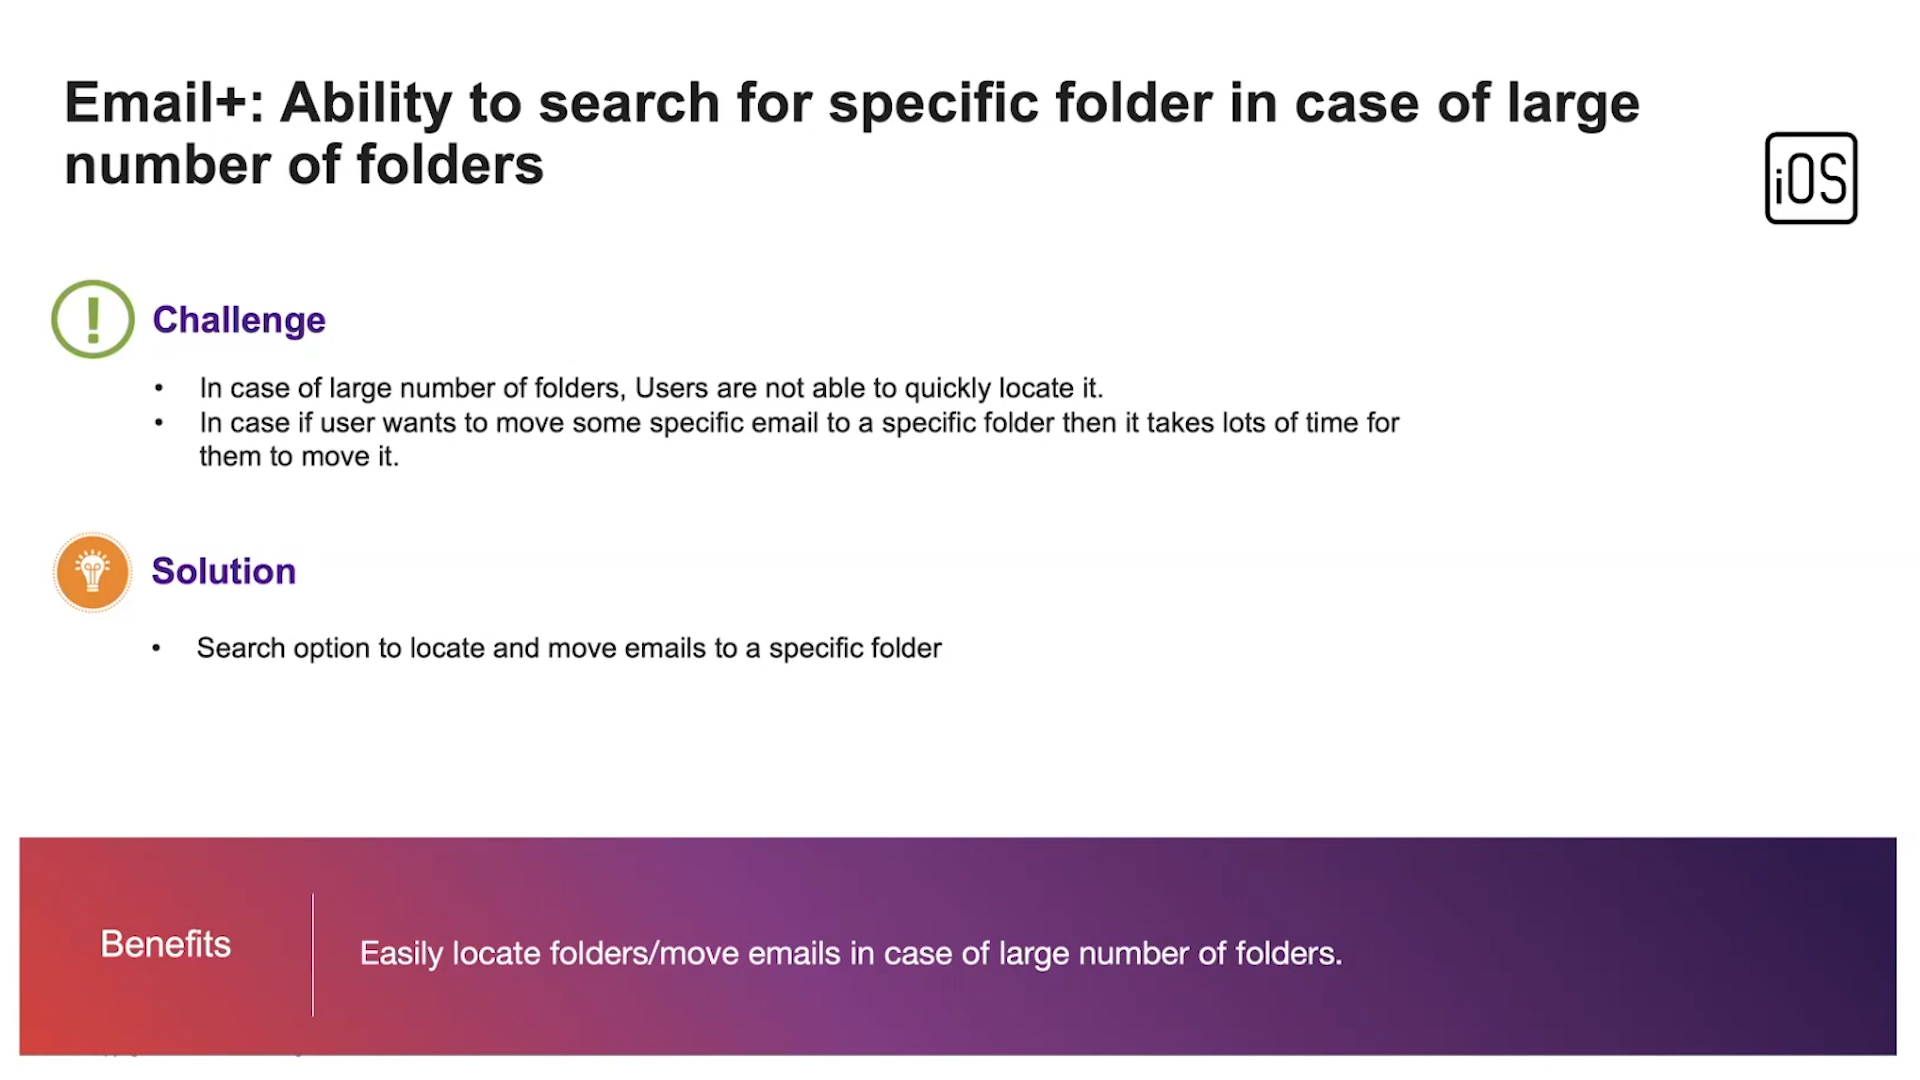 Email+: Ability to search for specific folder in case of large
number of folders
iOS
Challenge
• In case of large number of folders, Users are not able to quickly locate it.
• In case if user wants to move some specific email to a specific folder then it takes lots of time for
them to move it.
Solution
• Search option to locate and move emails to a specific folder
Benefits
Easily locate folders/move emails in case of large number of folders.